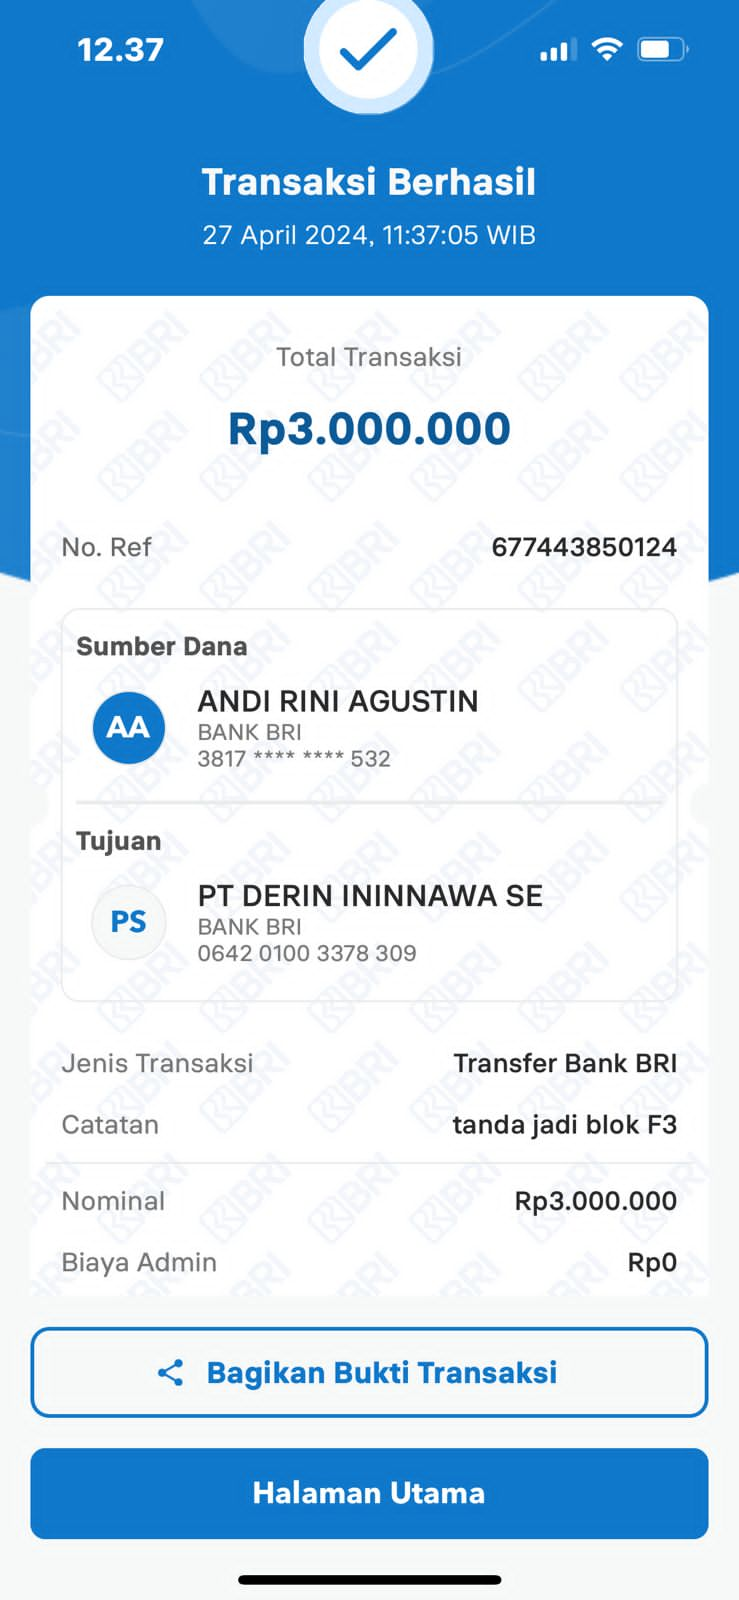 12.37
Transaksi Berhasil
27 April 2024, 11:37:05 WIB
Total Transaksi
Rp3.000.000
No. Ref 677443850124
Sumber Dana
AA
ANDI RINI AGUSTIN
BANK BRI
3817 **** **** 532
Tujuan
PS
PT DERIN ININNAWA SE
BANK BRI
0642 0100 3378 309
Jenis Transaksi Transfer Bank BRI
Catatan tanda jadi blok F3
Nominal Rp3.000.000
Biaya Admin Rp0
Bagikan Bukti Transaksi
Halaman Utama